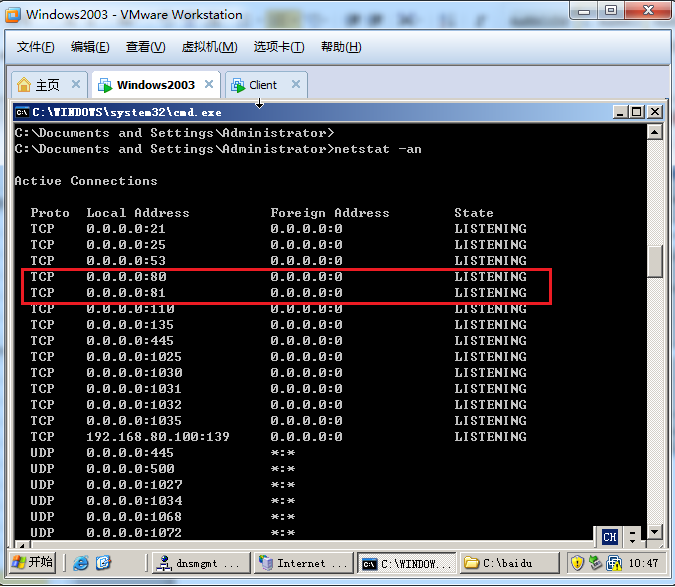 Windows2003 - VMware Workstation
文件(F) 编辑(E) 查看(V) 虚拟机(M) 选项卡(T) 帮助(H)
主页 Windows2003 Client
C:\WINDOWS\system32\cmd.exe
C:\Documents and Settings\Administrator>
C:\Documents and Settings\Administrator>netstat -an
Active Connections
Proto Local Address Foreign Address State
TCP 0.0.0.0:21 0.0.0.0:0 LISTENING
TCP 0.0.0.0:25 0.0.0.0:0 LISTENING
TCP 0.0.0.0:53 0.0.0.0:0 LISTENING
TCP 0.0.0.0:80 0.0.0.0:0 LISTENING
TCP 0.0.0.0:81 0.0.0.0:0 LISTENING
TCP 0.0.0.0:110 0.0.0.0:0 LISTENING
TCP 0.0.0.0:135 0.0.0.0:0 LISTENING
TCP 0.0.0.0:445 0.0.0.0:0 LISTENING
TCP 0.0.0.0:1025 0.0.0.0:0 LISTENING
TCP 0.0.0.0:1030 0.0.0.0:0 LISTENING
TCP 0.0.0.0:1031 0.0.0.0:0 LISTENING
TCP 0.0.0.0:1032 0.0.0.0:0 LISTENING
TCP 0.0.0.0:1035 0.0.0.0:0 LISTENING
TCP 192.168.80.100:139 0.0.0.0:0 LISTENING
UDP 0.0.0.0:445 *:*
UDP 0.0.0.0:500 *:*
UDP 0.0.0.0:1027 *:*
UDP 0.0.0.0:1034 *:*
UDP 0.0.0.0:1068 *:*
UDP 0.0.0.0:1072 *:*
CH
开始 dnsmgmt ... Internet ... C:\WINDOW... C:\baidu 10:47